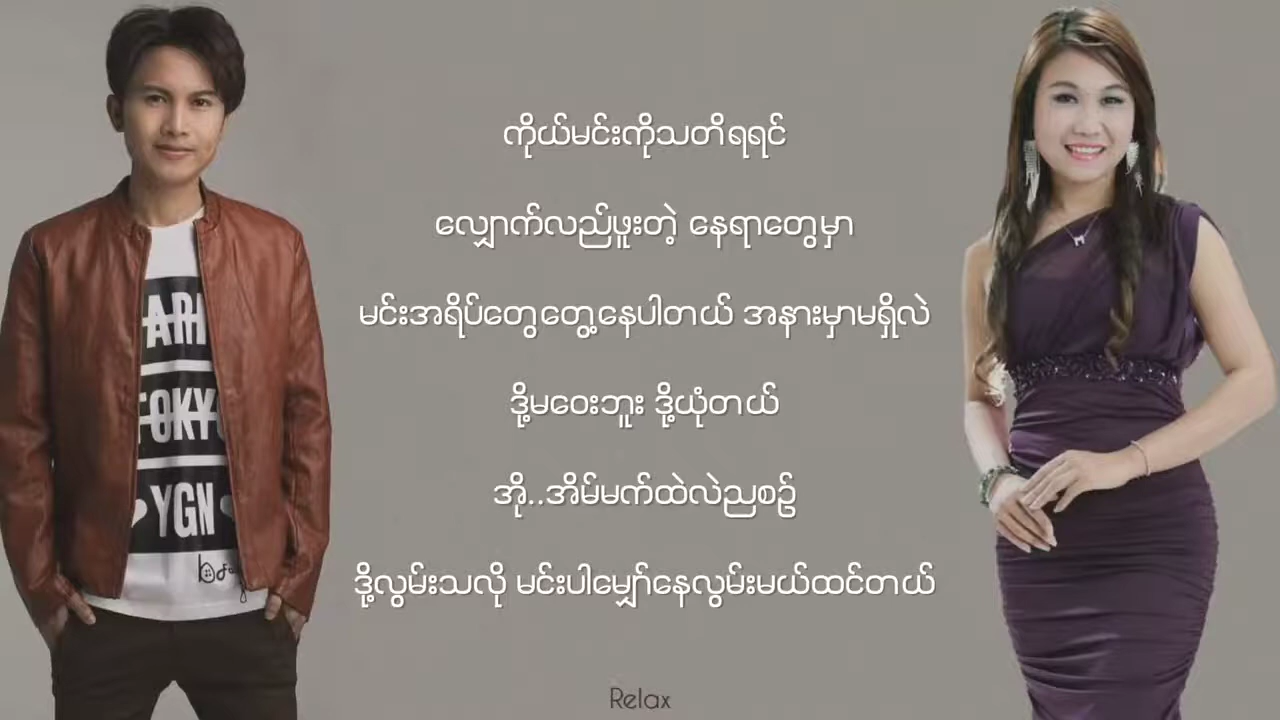 ကိုယ်မင်းကိုသတိရရင်
လျှောက်လည်ဖူးတဲ့ နေရာတွေမှာ
မင်းအရိပ်တွေတွေ့နေပါတယ် အနားမှာမရှိလဲ
ဒို့မဝေးဘူး ဒို့ယုံတယ်
အို..အိမ်မက်ထဲလဲညစဉ်
ဒို့လွမ်းသလို မင်းပါမျှော်နေလွမ်းမယ်ထင်တယ်
TOKYO
YGN
Relax